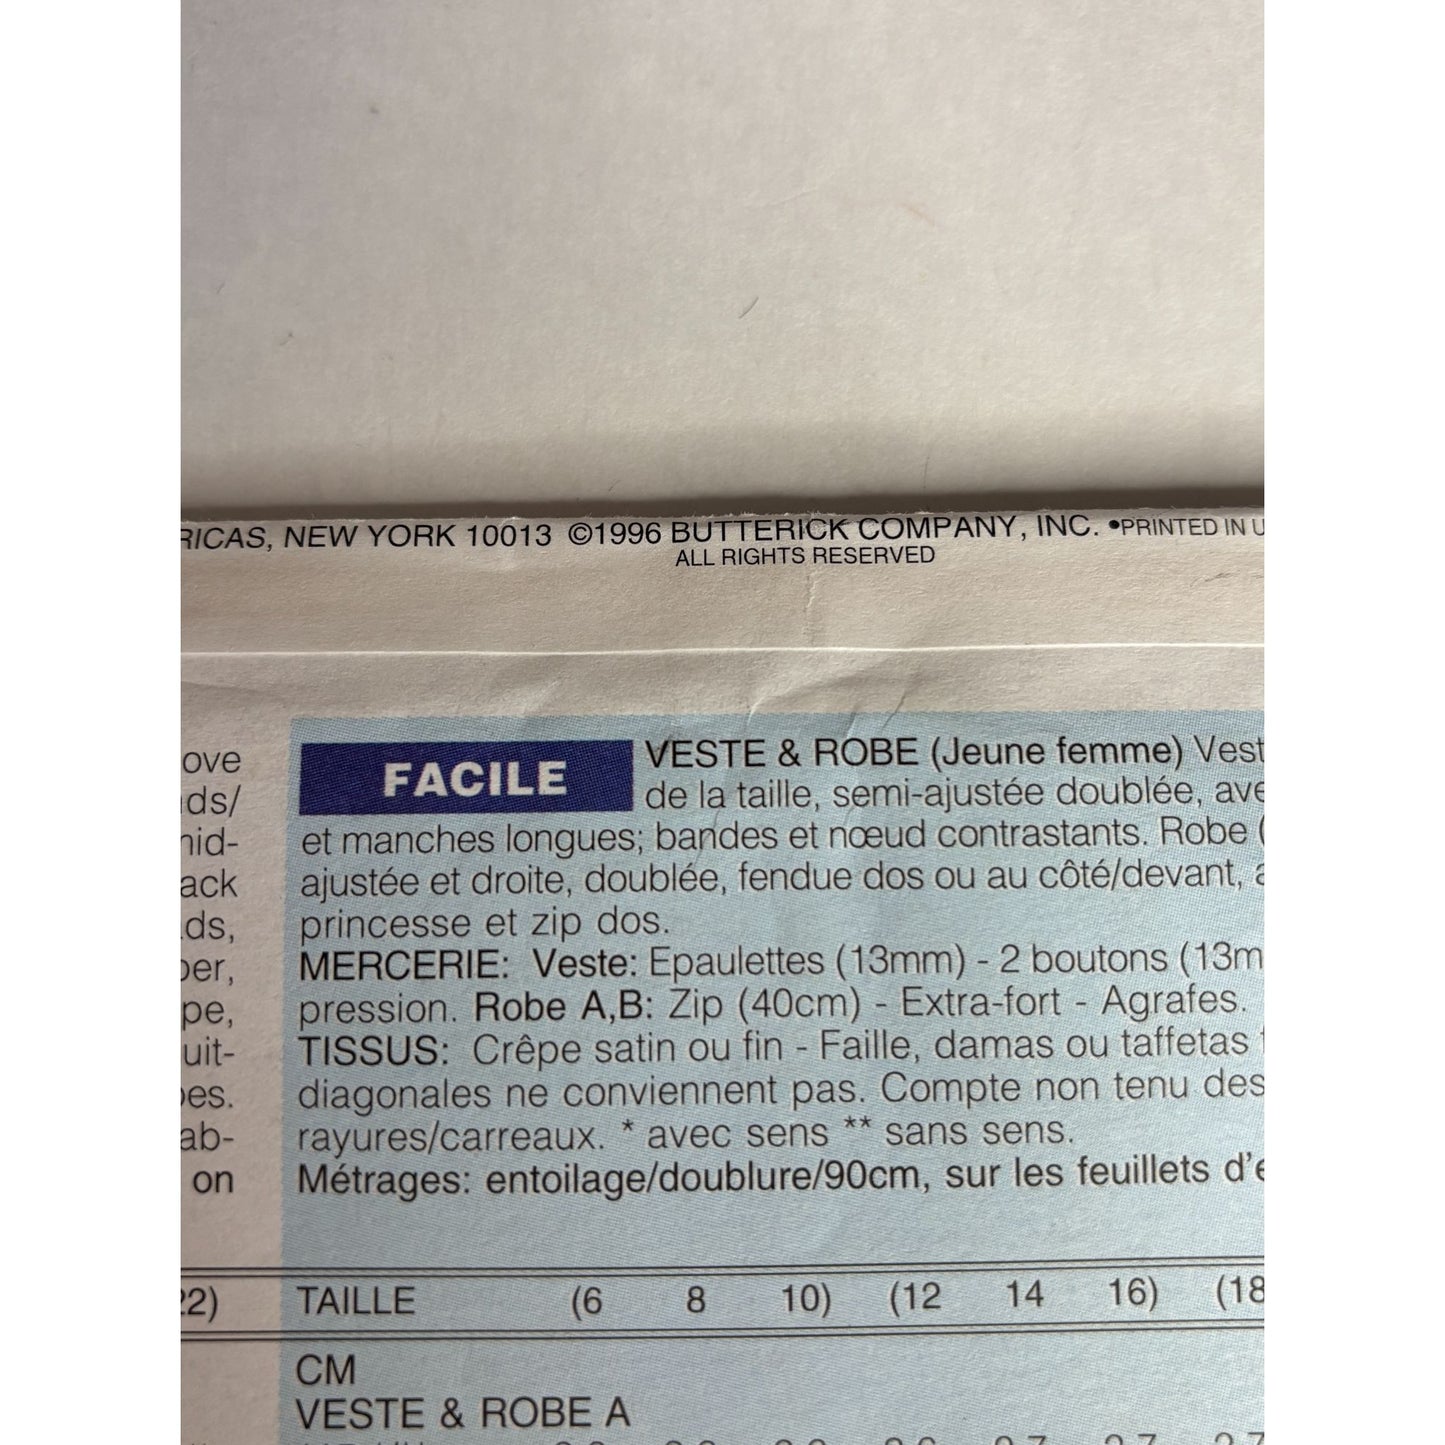 RICAS, NEW YORK 10013 ©1996 BUTTERICK COMPANY, INC. •PRINTED IN U
ALL RIGHTS RESERVED
ove
ds/
nid-
ack
ds,
per,
pe,
uit-
es.
ab-
on
22)
FACILE
VESTE & ROBE (Jeune femme) Vest
de la taille, semi-ajustée doublée, ave
et manches longues; bandes et nœud contrastants. Robe (
ajustée et droite, doublée, fendue dos ou au côté/devant,
princesse et zip dos.
MERCERIE: Veste: Epaulettes (13mm) - 2 boutons (13m
pression. Robe A,B: Zip (40cm) - Extra-fort - Agrafes.
TISSUS: Crêpe satin ou fin - Faille, damas ou taffetas
diagonales ne conviennent pas. Compte non tenu des
rayures/carreaux. * avec sens ** sans sens.
Métrages: entoilage/doublure/90cm, sur les feuillets d'e
TAILLE (6 8 10) (12 14 16) (18
CM
VESTE & ROBE A